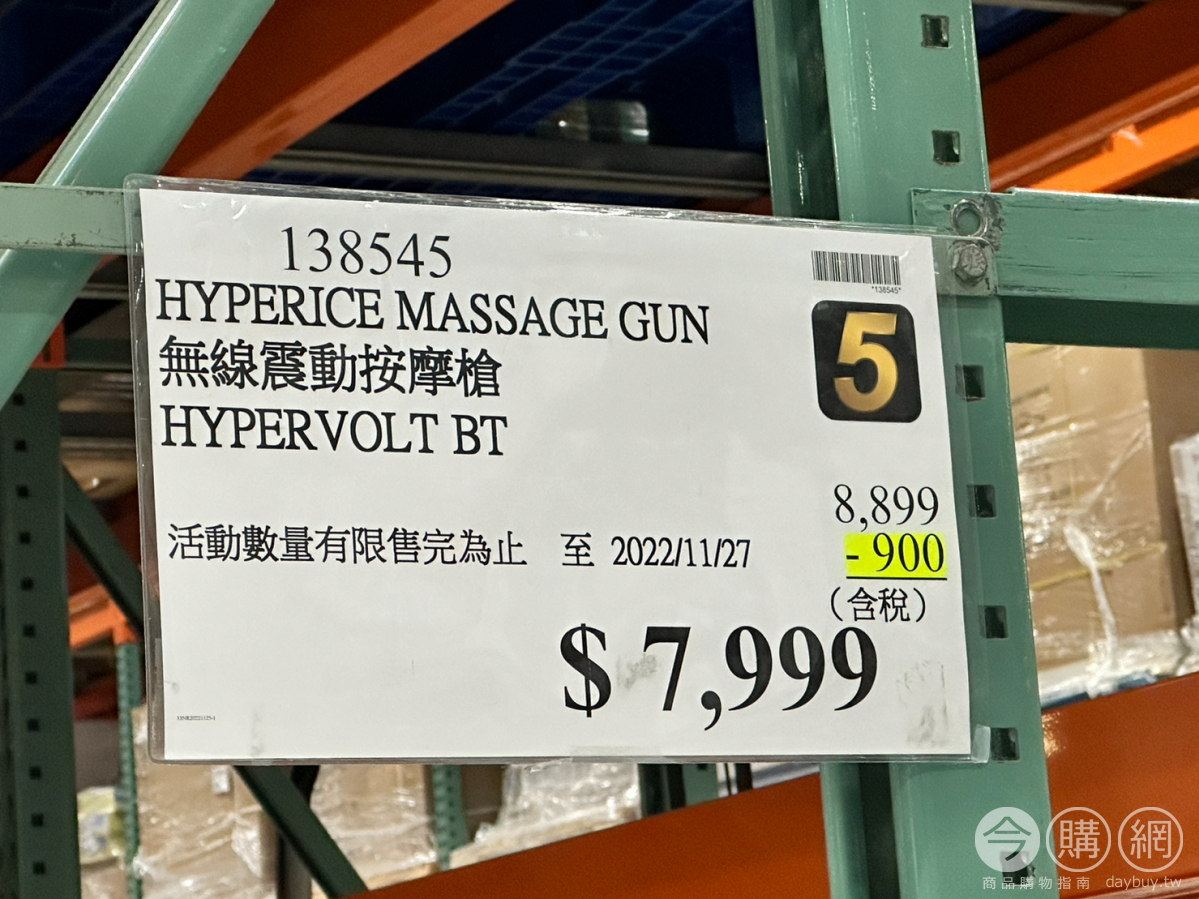 138545
HYPERICE MASSAGE GUN
無線震動按摩槍
HYPERVOLT BT
*138545*
5
8,899
- 900
(含稅)
活動數量有限售完為止 至 2022/11/27
$ 7,999
今購網
商品購物指南 daybuy.tw